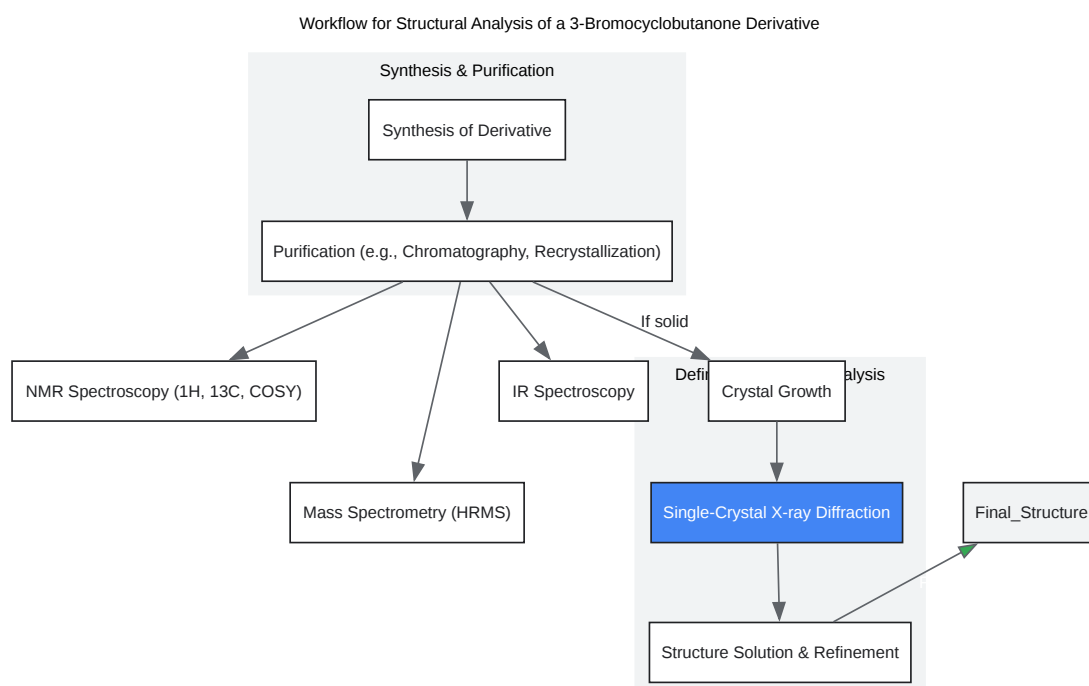 Workflow for Structural Analysis of a 3-Bromocyclobutanone Derivative
Synthesis & Purification
Synthesis of Derivative
Purification (e.g., Chromatography, Recrystallization)
If solid
NMR Spectroscopy (1H, 13C, COSY)
IR Spectroscopy
Crystal Growth
Mass Spectrometry (HRMS)
Single-Crystal X-ray Diffraction
Final_Structure
Structure Solution & Refinement